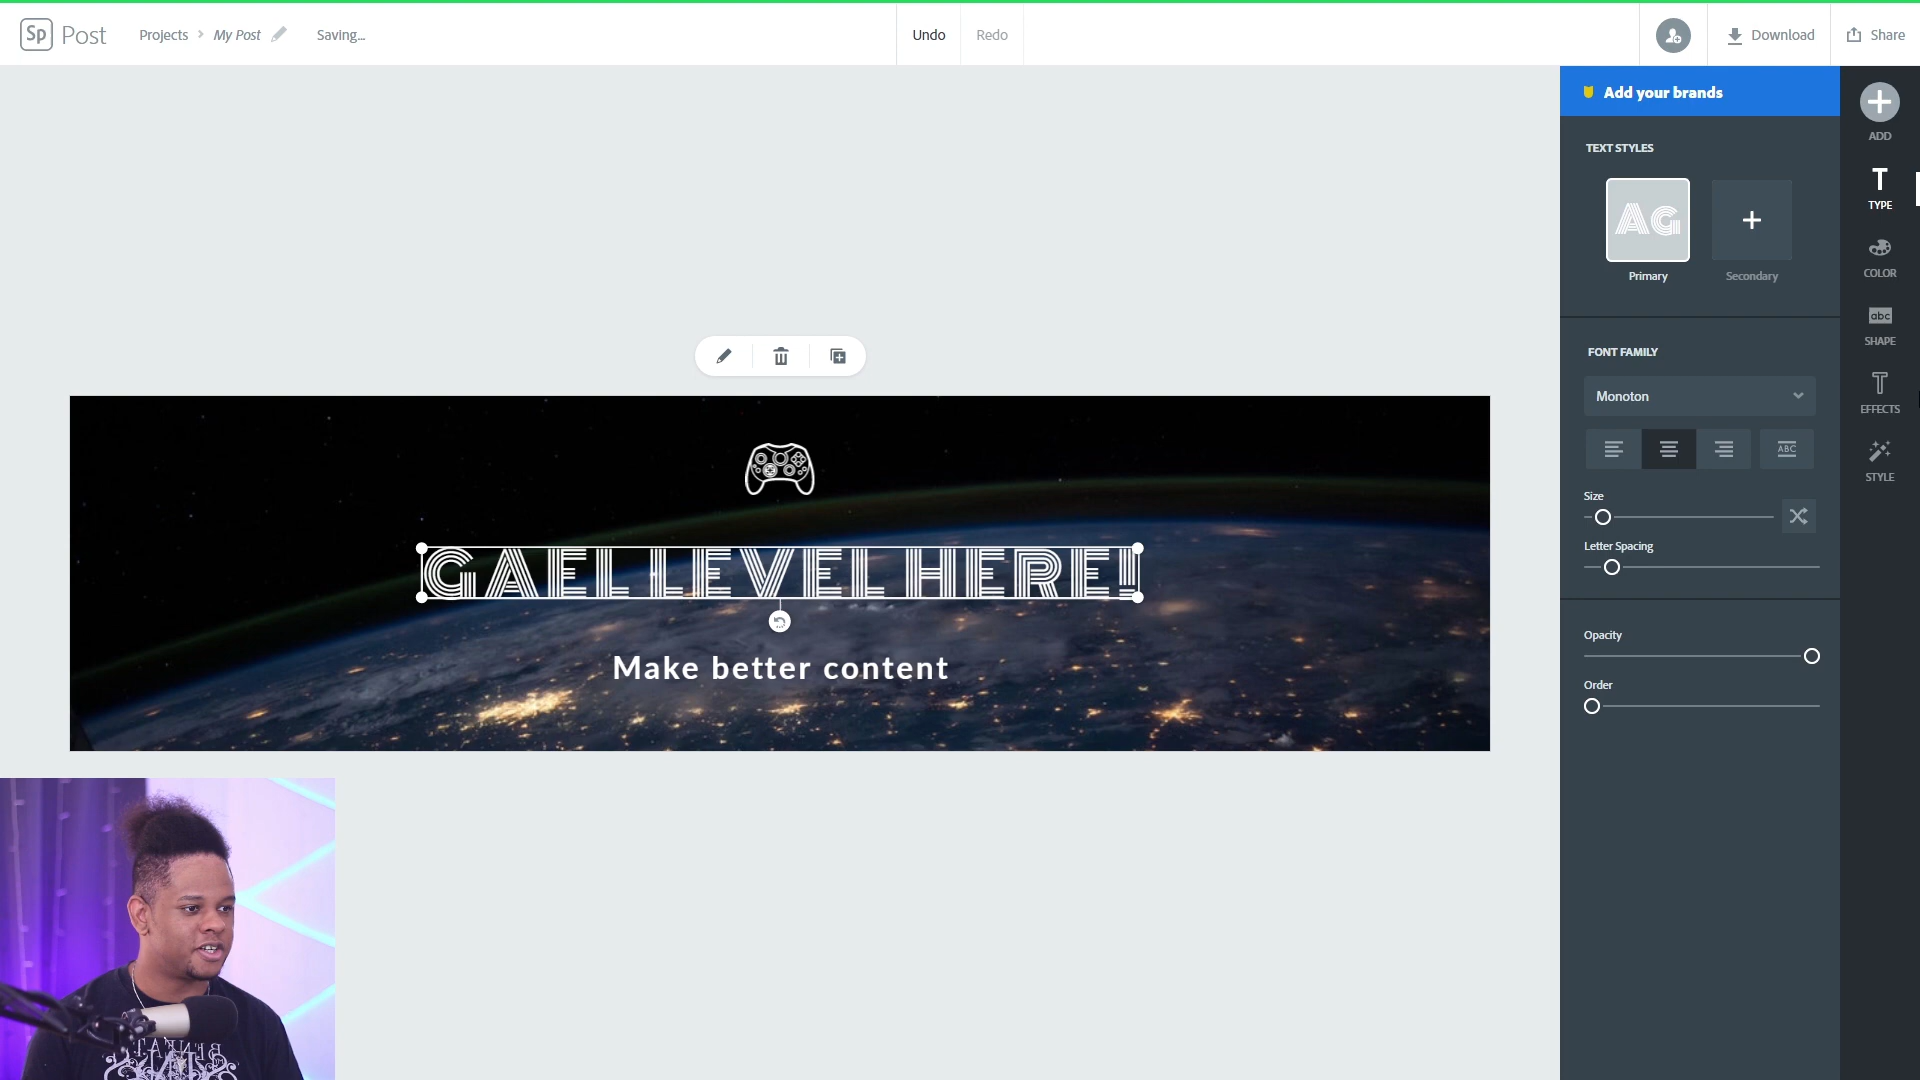 Sp Post
Projects > My Post
Saving...
Undo
Redo
Download
Share
Add your brands
TEXT STYLES
AG
Primary
+
Secondary
FONT FAMILY
Monoton
ABC
Size
Letter Spacing
Opacity
Order
ADD
T
TYPE
COLOR
abc
SHAPE
T
EFFECTS
STYLE
GAEL LEVEL HERE!
Make better content